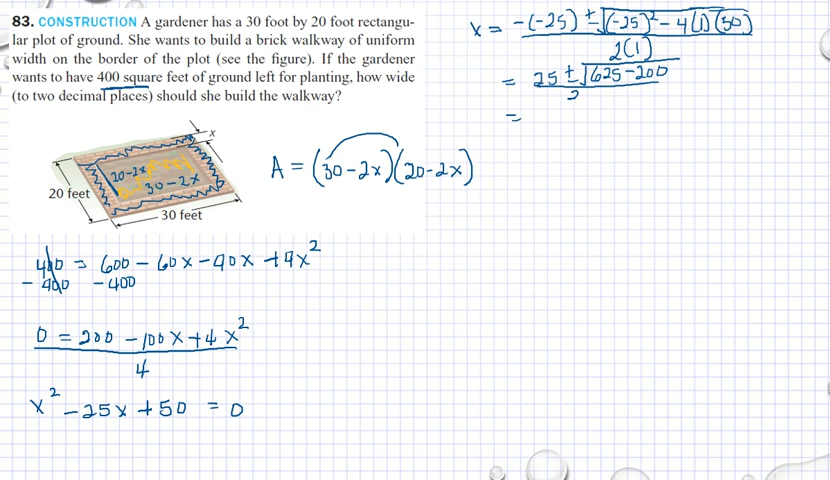 83. CONSTRUCTION A gardener has a 30 foot by 20 foot rectangu-
lar plot of ground. She wants to build a brick walkway of uniform
width on the border of the plot (see the figure). If the gardener
wants to have 400 square feet of ground left for planting, how wide
(to two decimal places) should she build the walkway?
x
20-2x
30-2x
20 feet
30 feet
A = (30-2x)(20-2x)
400 = 600 - 60x - 40x + 4x²
- 400 -400
0 = 200 - 100x + 4x²
4
x² - 25x + 50 = 0
x = -(-25) ± √(-25)² - 4(1)(50)
2(1)
= 25 ± √625-200
2
=